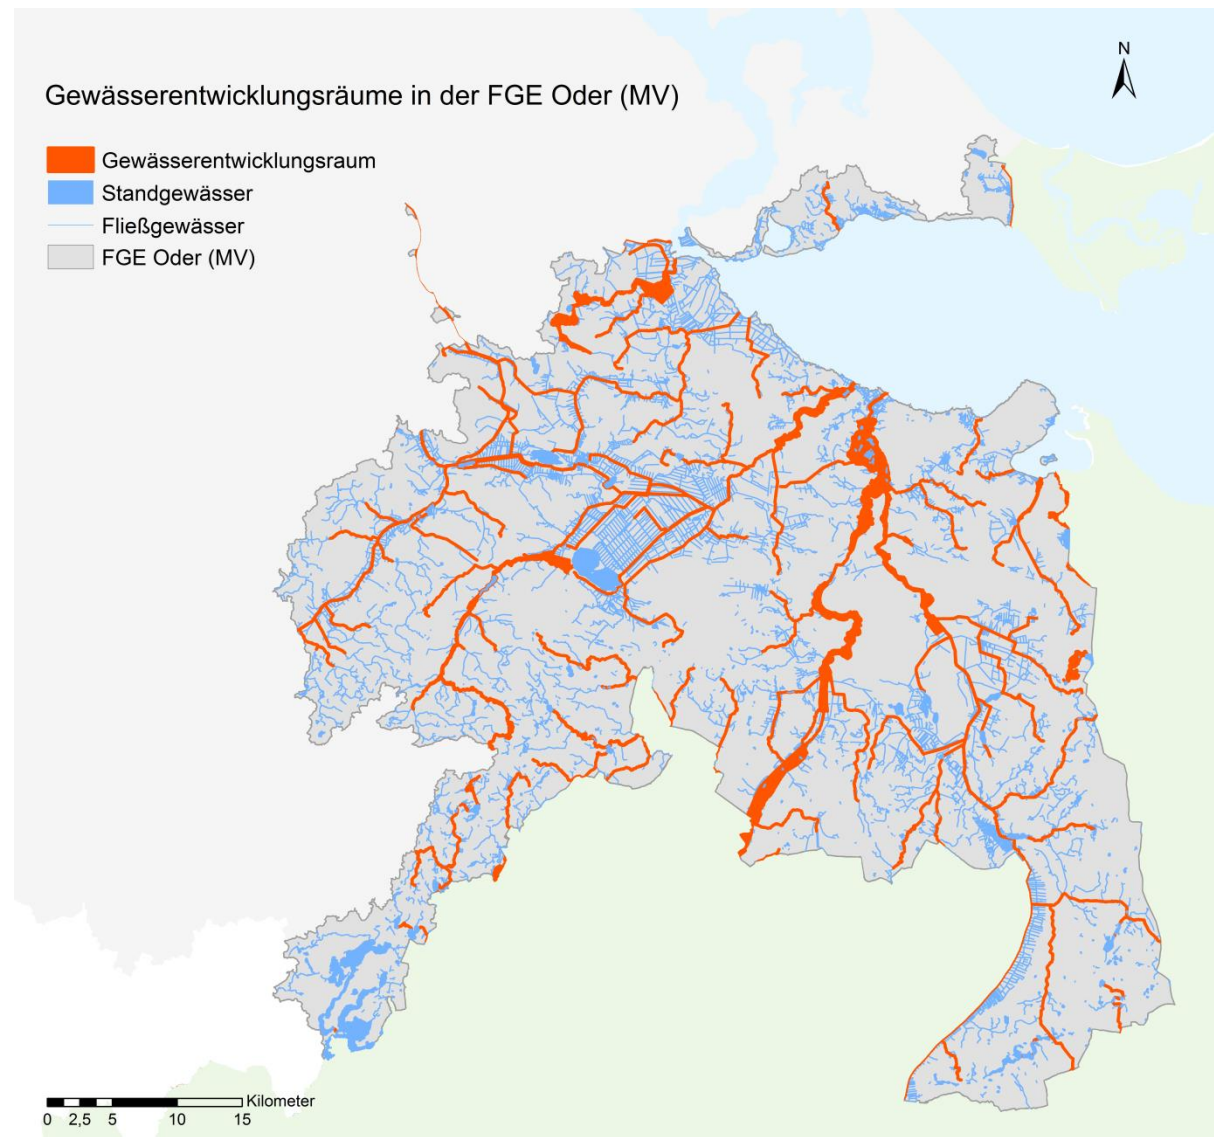 N
Gewässerentwicklungsräume in der FGE Oder (MV)
Gewässerentwicklungsraum
Standgewässer
Fließgewässer
FGE Oder (MV)
Kilometer
0 2,5 5 10 15